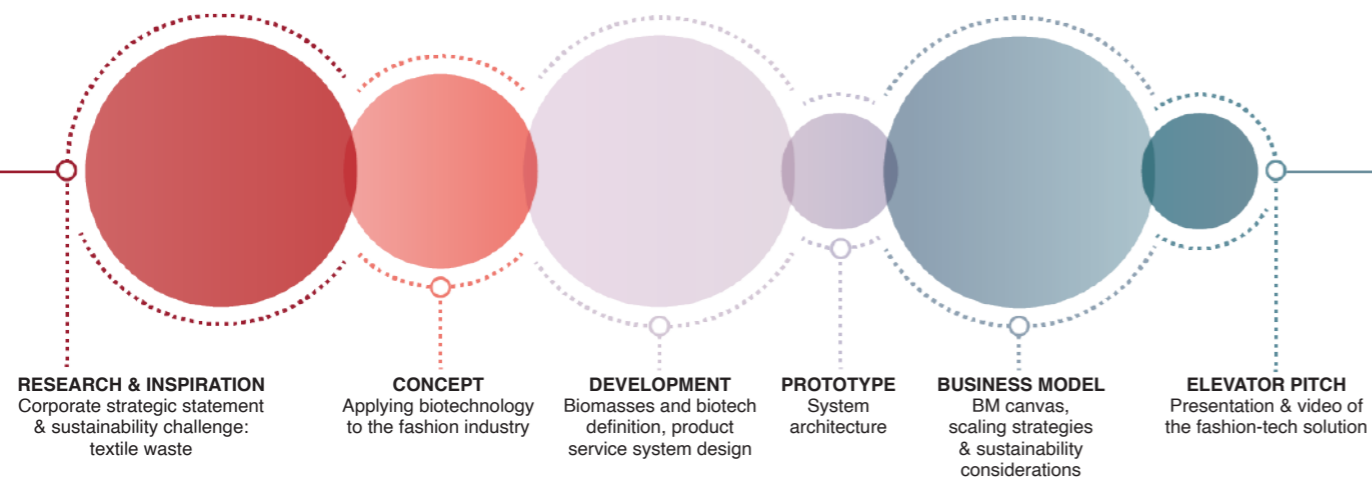 RESEARCH & INSPIRATION
Corporate strategic statement
& sustainability challenge:
textile waste
CONCEPT
Applying biotechnology
to the fashion industry
DEVELOPMENT
Biomasses and biotech
definition, product
service system design
PROTOTYPE
System
architecture
BUSINESS MODEL
BM canvas,
scaling strategies
& sustainability
considerations
ELEVATOR PITCH
Presentation & video of
the fashion-tech solution